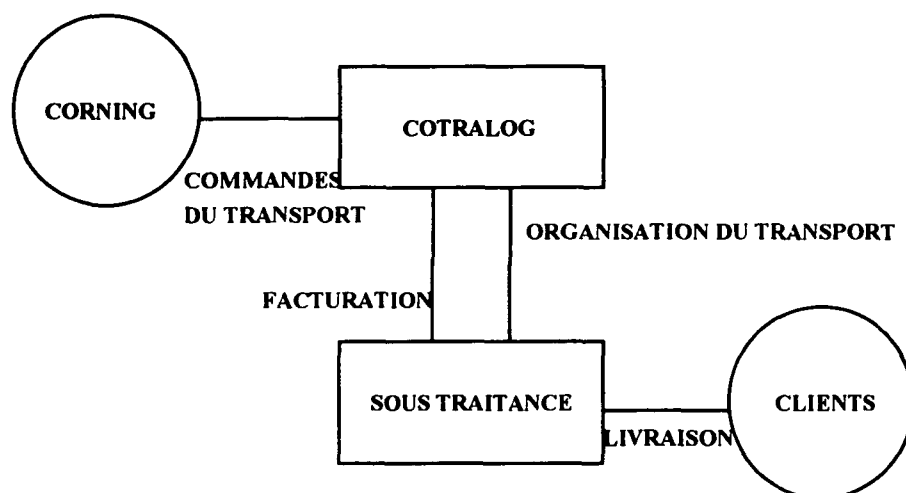 CORNING
COTRALOG
COMMANDES
DU TRANSPORT
ORGANISATION DU TRANSPORT
FACTURATION
SOUS TRAITANCE
CLIENTS
LIVRAISON